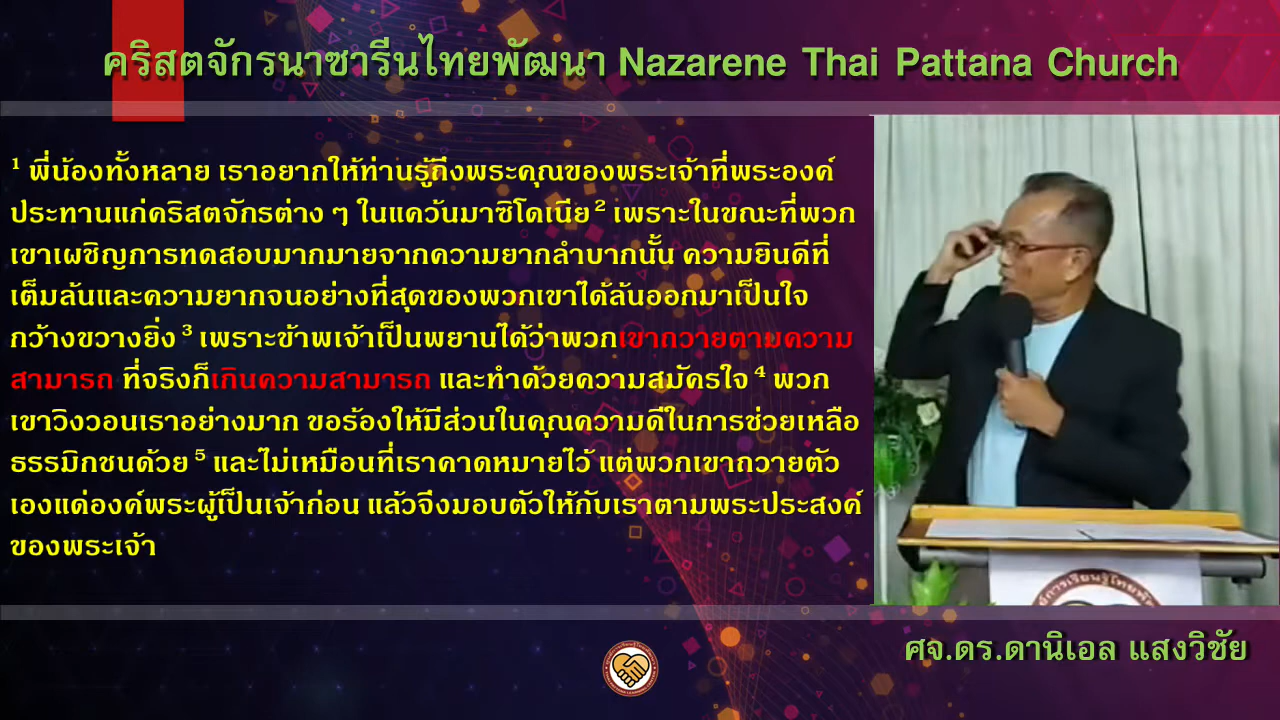 คริสตจักรนาซารีนไทยพัฒนา Nazarene Thai Pattana Church
¹ พี่น้องทั้งหลาย เราอยากให้ท่านรู้ถึงพระคุณของพระเจ้าที่พระองค์
ประทานแก่คริสตจักรต่าง ๆ ในแคว้นมาซิโดเนีย ² เพราะในขณะที่พวก
เขาเผชิญการทดสอบมากมายจากความยากลำบากนั้น ความยินดีที่
เต็มล้นและความยากจนอย่างที่สุดของพวกเขาได้ล้นออกมาเป็นใจ
กว้างขวางยิ่ง ³ เพราะข้าพเจ้าเป็นพยานได้ว่าพวกเขาถวายตามความ
สามารถ ที่จริงก็เกินความสามารถ และทำด้วยความสมัครใจ ⁴ พวก
เขาวิงวอนเราอย่างมาก ขอร้องให้มีส่วนในคุณความดีในการช่วยเหลือ
ธรรมิกชนด้วย ⁵ และไม่เหมือนที่เราคาดหมายไว้ แต่พวกเขาถวายตัว
เองแด่องค์พระผู้เป็นเจ้าก่อน แล้วจึงมอบตัวให้กับเราตามพระประสงค์
ของพระเจ้า
ศจ.ดร.ดานิเอล แสงวิชัย